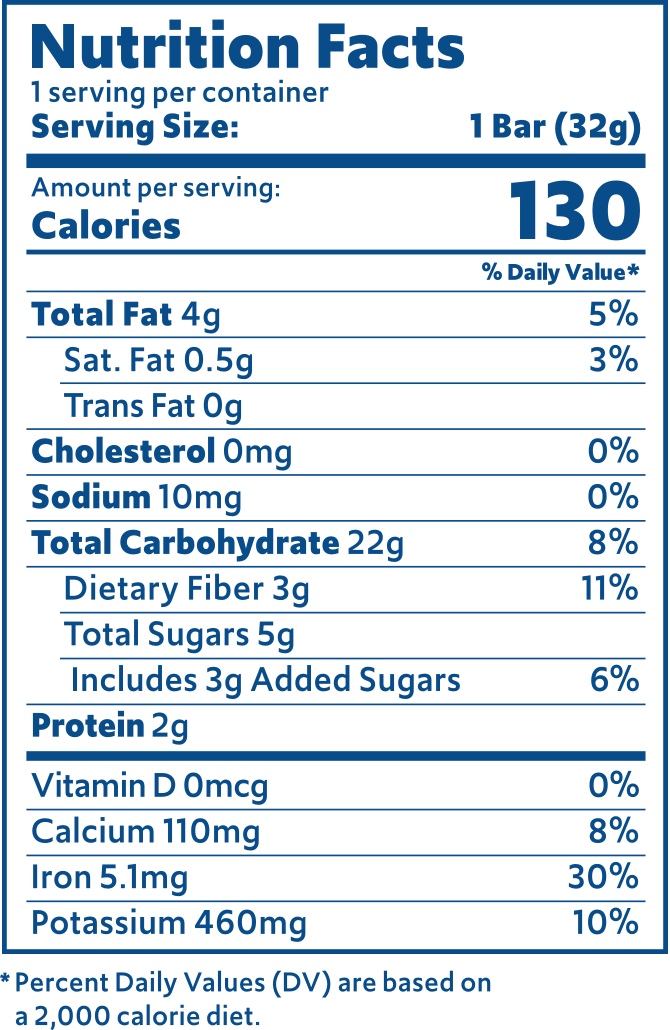 Nutrition Facts
1 serving per container
Serving Size: 1 Bar (32g)
Amount per serving:
Calories 130
% Daily Value*
Total Fat 4g 5%
Sat. Fat 0.5g 3%
Trans Fat 0g
Cholesterol 0mg 0%
Sodium 10mg 0%
Total Carbohydrate 22g 8%
Dietary Fiber 3g 11%
Total Sugars 5g
Includes 3g Added Sugars 6%
Protein 2g
Vitamin D 0mcg 0%
Calcium 110mg 8%
Iron 5.1mg 30%
Potassium 460mg 10%
* Percent Daily Values (DV) are based on
a 2,000 calorie diet.